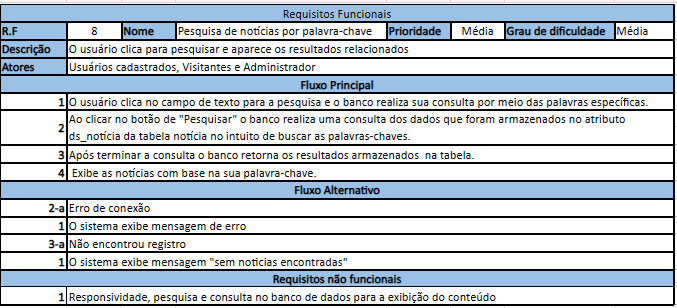 Requisitos Funcionais
R.F 8 Nome Pesquisa de notícias por palavra-chave Prioridade Média Grau de dificuldade Média
Descrição O usuário clica para pesquisar e aparece os resultados relacionados
Atores Usuários cadastrados, Visitantes e Administrador
Fluxo Principal
1 O usuário clica no campo de texto para a pesquisa e o banco realiza sua consulta por meio das palavras específicas.
2 Ao clicar no botão de "Pesquisar" o banco realiza uma consulta dos dados que foram armazenados no atributo
ds_notícia da tabela notícia no intuito de buscar as palavras-chaves.
3 Após terminar a consulta o banco retorna os resultados armazenados na tabela.
4 Exibe as notícias com base na sua palavra-chave.
Fluxo Alternativo
2-a Erro de conexão
1 O sistema exibe mensagem de erro
3-a Não encontrou registro
1 O sistema exibe mensagem "sem noticias encontradas"
Requisitos não funcionais
1 Responsividade, pesquisa e consulta no banco de dados para a exibição do conteúdo